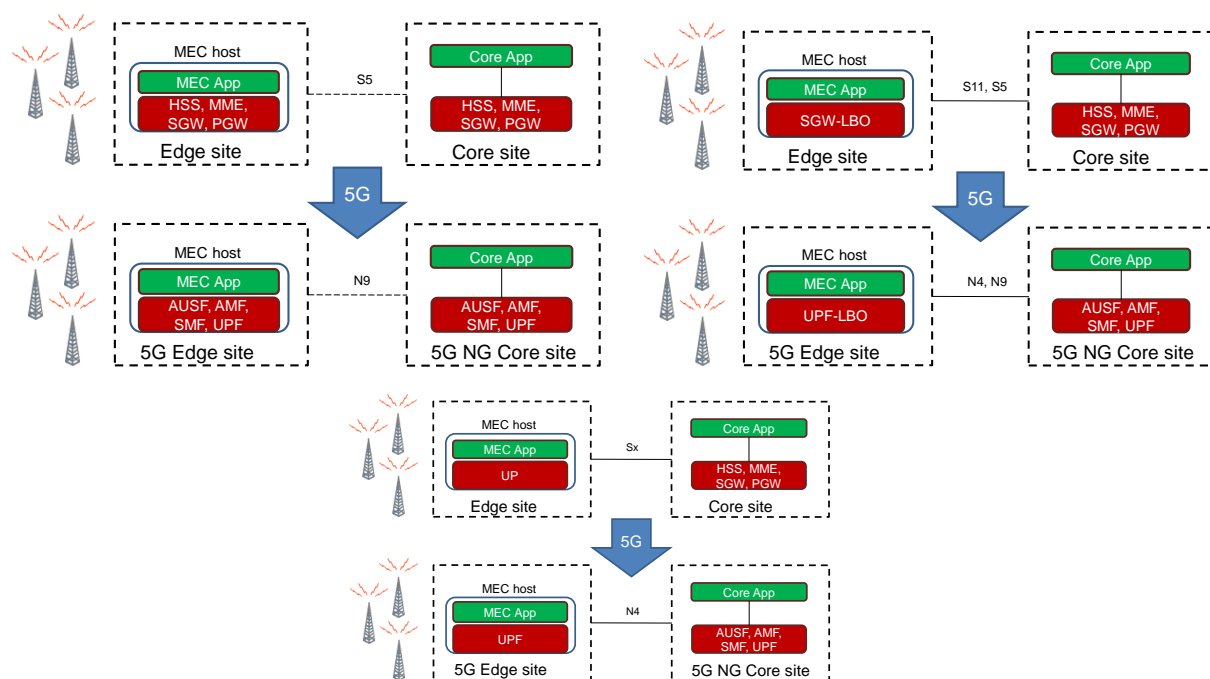 MEC host
MEC App
HSS, MME,
SGW, PGW
Edge site
S5
Core App
HSS, MME,
SGW, PGW
Core site
5G
MEC host
MEC App
AUSF, AMF,
SMF, UPF
5G Edge site
N9
Core App
AUSF, AMF,
SMF, UPF
5G NG Core site
MEC host
MEC App
SGW-LBO
Edge site
S11, S5
Core App
HSS, MME,
SGW, PGW
Core site
5G
MEC host
MEC App
UPF-LBO
5G Edge site
N4, N9
Core App
AUSF, AMF,
SMF, UPF
5G NG Core site
MEC host
MEC App
UP
Edge site
Sx
Core App
HSS, MME,
SGW, PGW
Core site
5G
MEC host
MEC App
UPF
5G Edge site
N4
Core App
AUSF, AMF,
SMF, UPF
5G NG Core site